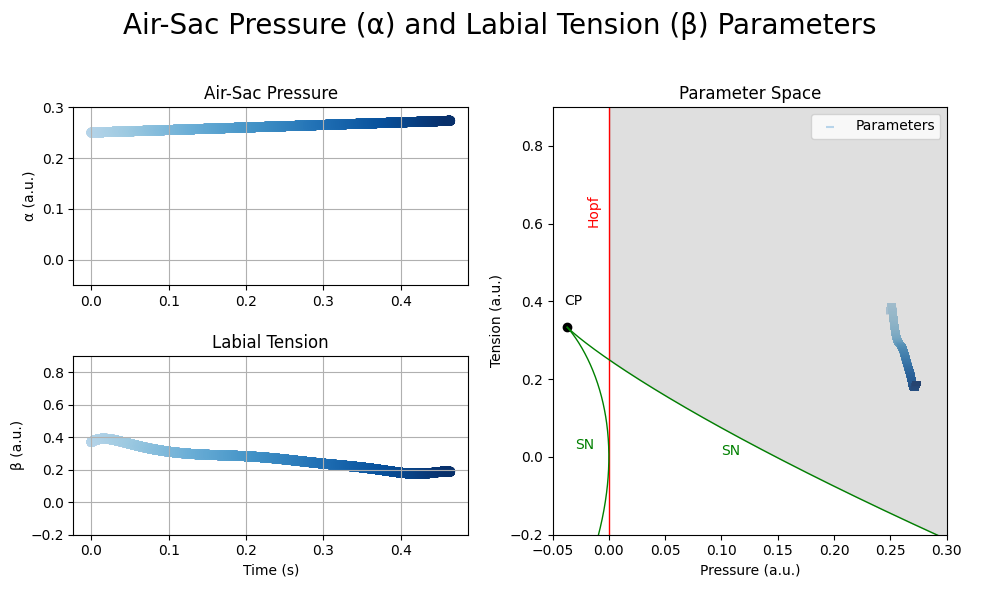 Air-Sac Pressure (α) and Labial Tension (β) Parameters
Air-Sac Pressure
α (a.u.)
0.3
0.2
0.1
0.0
0.0 0.1 0.2 0.3 0.4
Labial Tension
β (a.u.)
0.8
0.6
0.4
0.2
0.0
−0.2
0.0 0.1 0.2 0.3 0.4
Time (s)
Parameter Space
Parameters
Tension (a.u.)
0.8
0.6
0.4
0.2
0.0
−0.2
Hopf
CP
SN
SN
−0.05 0.00 0.05 0.10 0.15 0.20 0.25 0.30
Pressure (a.u.)